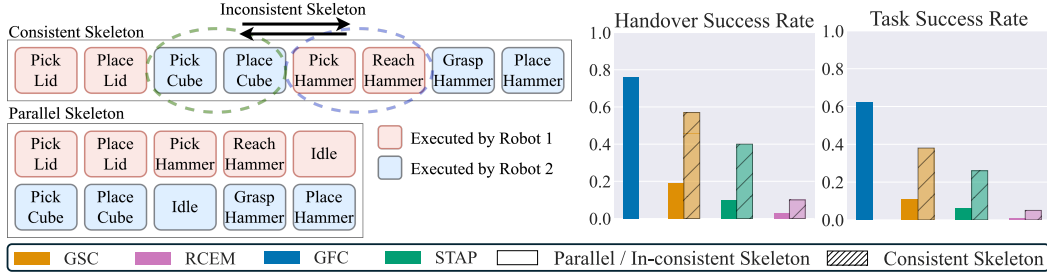 Inconsistent Skeleton
Consistent Skeleton
Pick Lid
Place Lid
Pick Cube
Place Cube
Pick Hammer
Reach Hammer
Grasp Hammer
Place Hammer
Parallel Skeleton
Pick Lid
Place Lid
Pick Hammer
Reach Hammer
Idle
Pick Cube
Place Cube
Idle
Grasp Hammer
Place Hammer
Executed by Robot 1
Executed by Robot 2
Handover Success Rate
1.0
0.8
0.6
0.4
0.2
0.0
Task Success Rate
1.0
0.8
0.6
0.4
0.2
0.0
GSC
RCEM
GFC
STAP
Parallel / In-consistent Skeleton
Consistent Skeleton